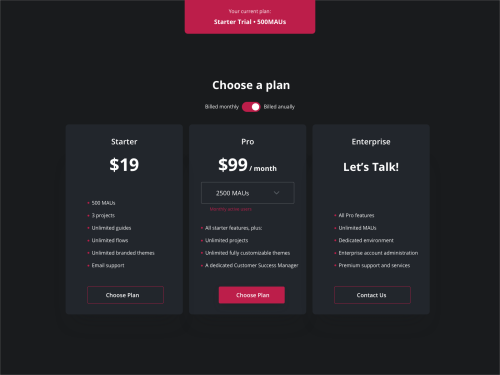 Your current plan:
Starter Trial • 500MAUs
Choose a plan
Billed monthly
Billed anually
Starter
$19
• 500 MAUs
• 3 projects
• Unlimited guides
• Unlimited flows
• Unlimited branded themes
• Email support
Choose Plan
Pro
$99 / month
2500 MAUs
• All starter features, plus:
• Unlimited projects
• Unlimited fully customizable themes
• A dedicated Customer Success Manager
Choose Plan
Enterprise
Let's Talk!
• All Pro features
• Unlimited MAUs
• Dedicated environment
• Enterprise account administration
• Premium support and services
Contact Us